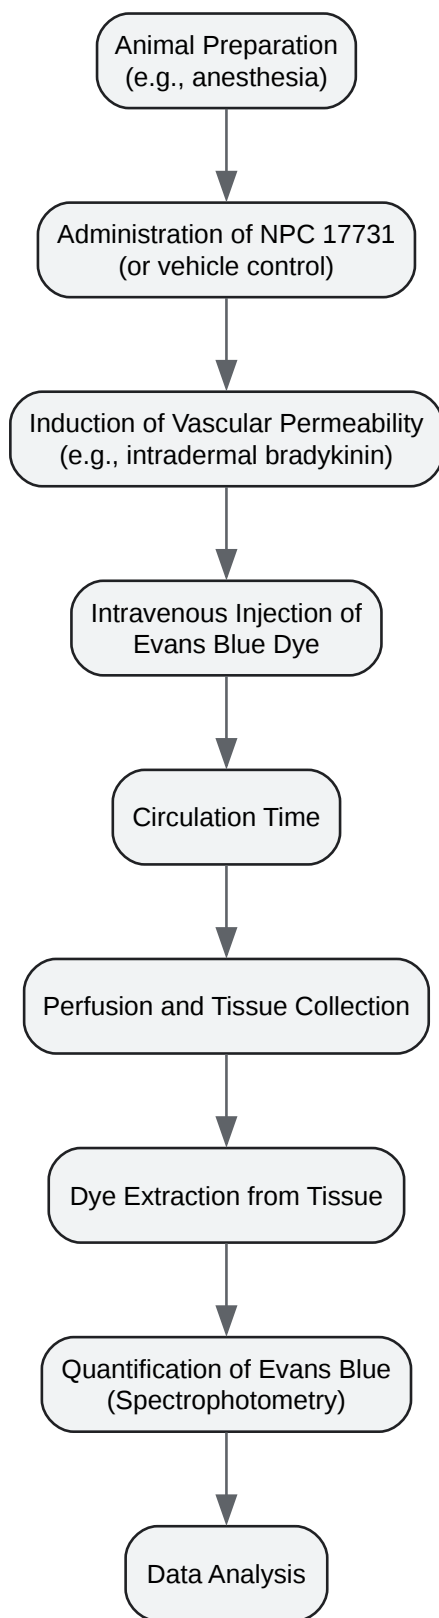 Animal Preparation
(e.g., anesthesia)
Administration of NPC 17731
(or vehicle control)
Induction of Vascular Permeability
(e.g., intradermal bradykinin)
Intravenous Injection of
Evans Blue Dye
Circulation Time
Perfusion and Tissue Collection
Dye Extraction from Tissue
Quantification of Evans Blue
(Spectrophotometry)
Data Analysis